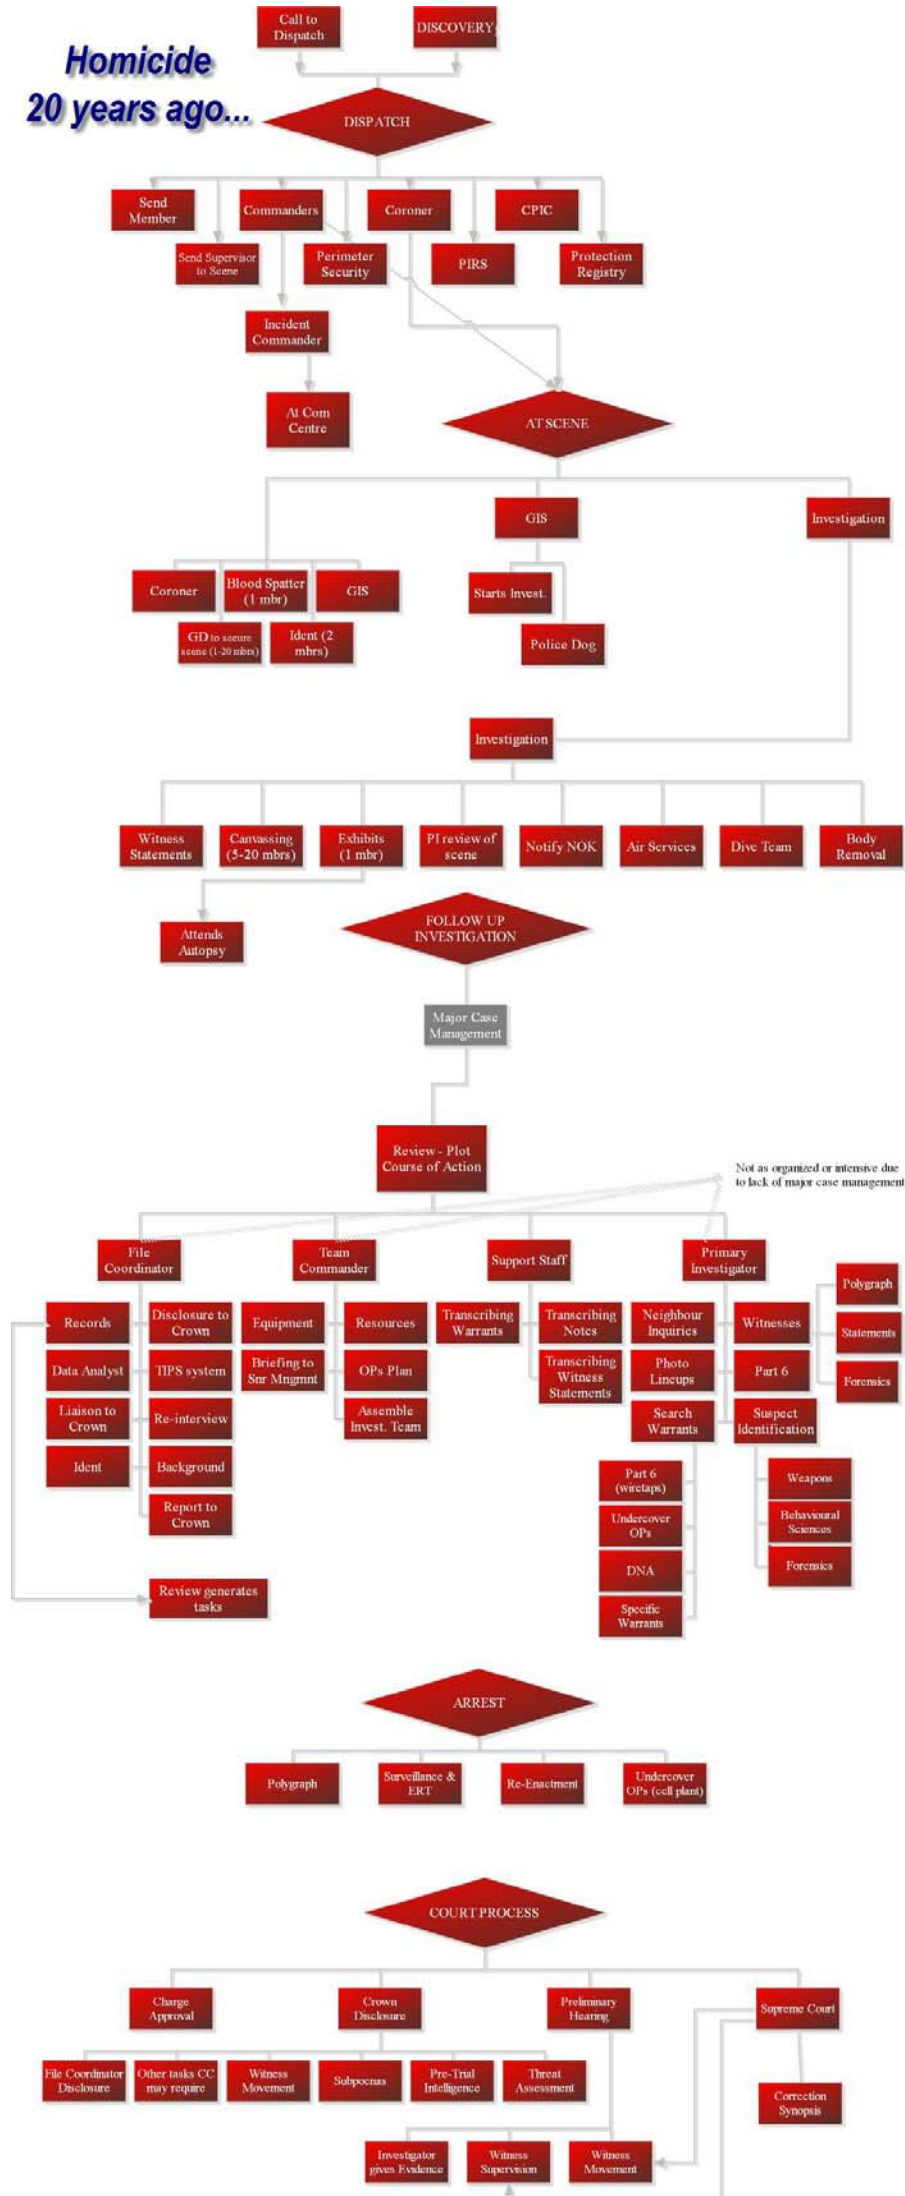 Homicide
20 years ago...
Call to
Dispatch
DISCOVERY
DISPATCH
Send
Member
Commanders
Coroner
CPIC
Send Supervisor
to Scene
Perimeter
Security
PIRS
Protection
Registry
Incident
Commander
At Com
Centre
AT SCENE
GIS
Investigation
Coroner
Blood Spatter
(1 mbr)
GIS
Starts Invest.
GD to secure
scene (1-20 mbrs)
Ident (2
mbrs)
Police Dog
Investigation
Witness
Statements
Canvassing
(5-20 mbrs)
Exhibits
(1 mbr)
PI review of
scene
Notify NOK
Air Services
Dive Team
Body
Removal
Attends
Autopsy
FOLLOW UP
INVESTIGATION
Major Case
Management
Review - Plot
Course of Action
Not as organized or intensive due
to lack of major case management
File
Coordinator
Team
Commander
Support Staff
Primary
Investigator
Records
Disclosure to
Crown
Equipment
Resources
Transcribing
Warrants
Transcribing
Notes
Neighbour
Inquiries
Witnesses
Polygraph
Statements
Forensics
Data Analyst
TIPS system
Briefing to
Snr Mngmnt
OPs Plan
Transcribing
Witness
Statements
Photo
Lineups
Part 6
Liaison to
Crown
Re-interview
Assemble
Invest. Team
Search
Warrants
Suspect
Identification
Ident
Background
Part 6
(wiretaps)
Weapons
Report to
Crown
Undercover
OPs
Behavioural
Sciences
DNA
Forensics
Review generates
tasks
Specific
Warrants
ARREST
Polygraph
Surveillance &
ERT
Re-Enactment
Undercover
OPs (cell plant)
COURT PROCESS
Charge
Approval
Crown
Disclosure
Preliminary
Hearing
Supreme Court
File Coordinator
Disclosure
Other tasks CC
may require
Witness
Movement
Subpoenas
Pre-Trial
Intelligence
Threat
Assessment
Correction
Synopsis
Investigator
gives Evidence
Witness
Supervision
Witness
Movement